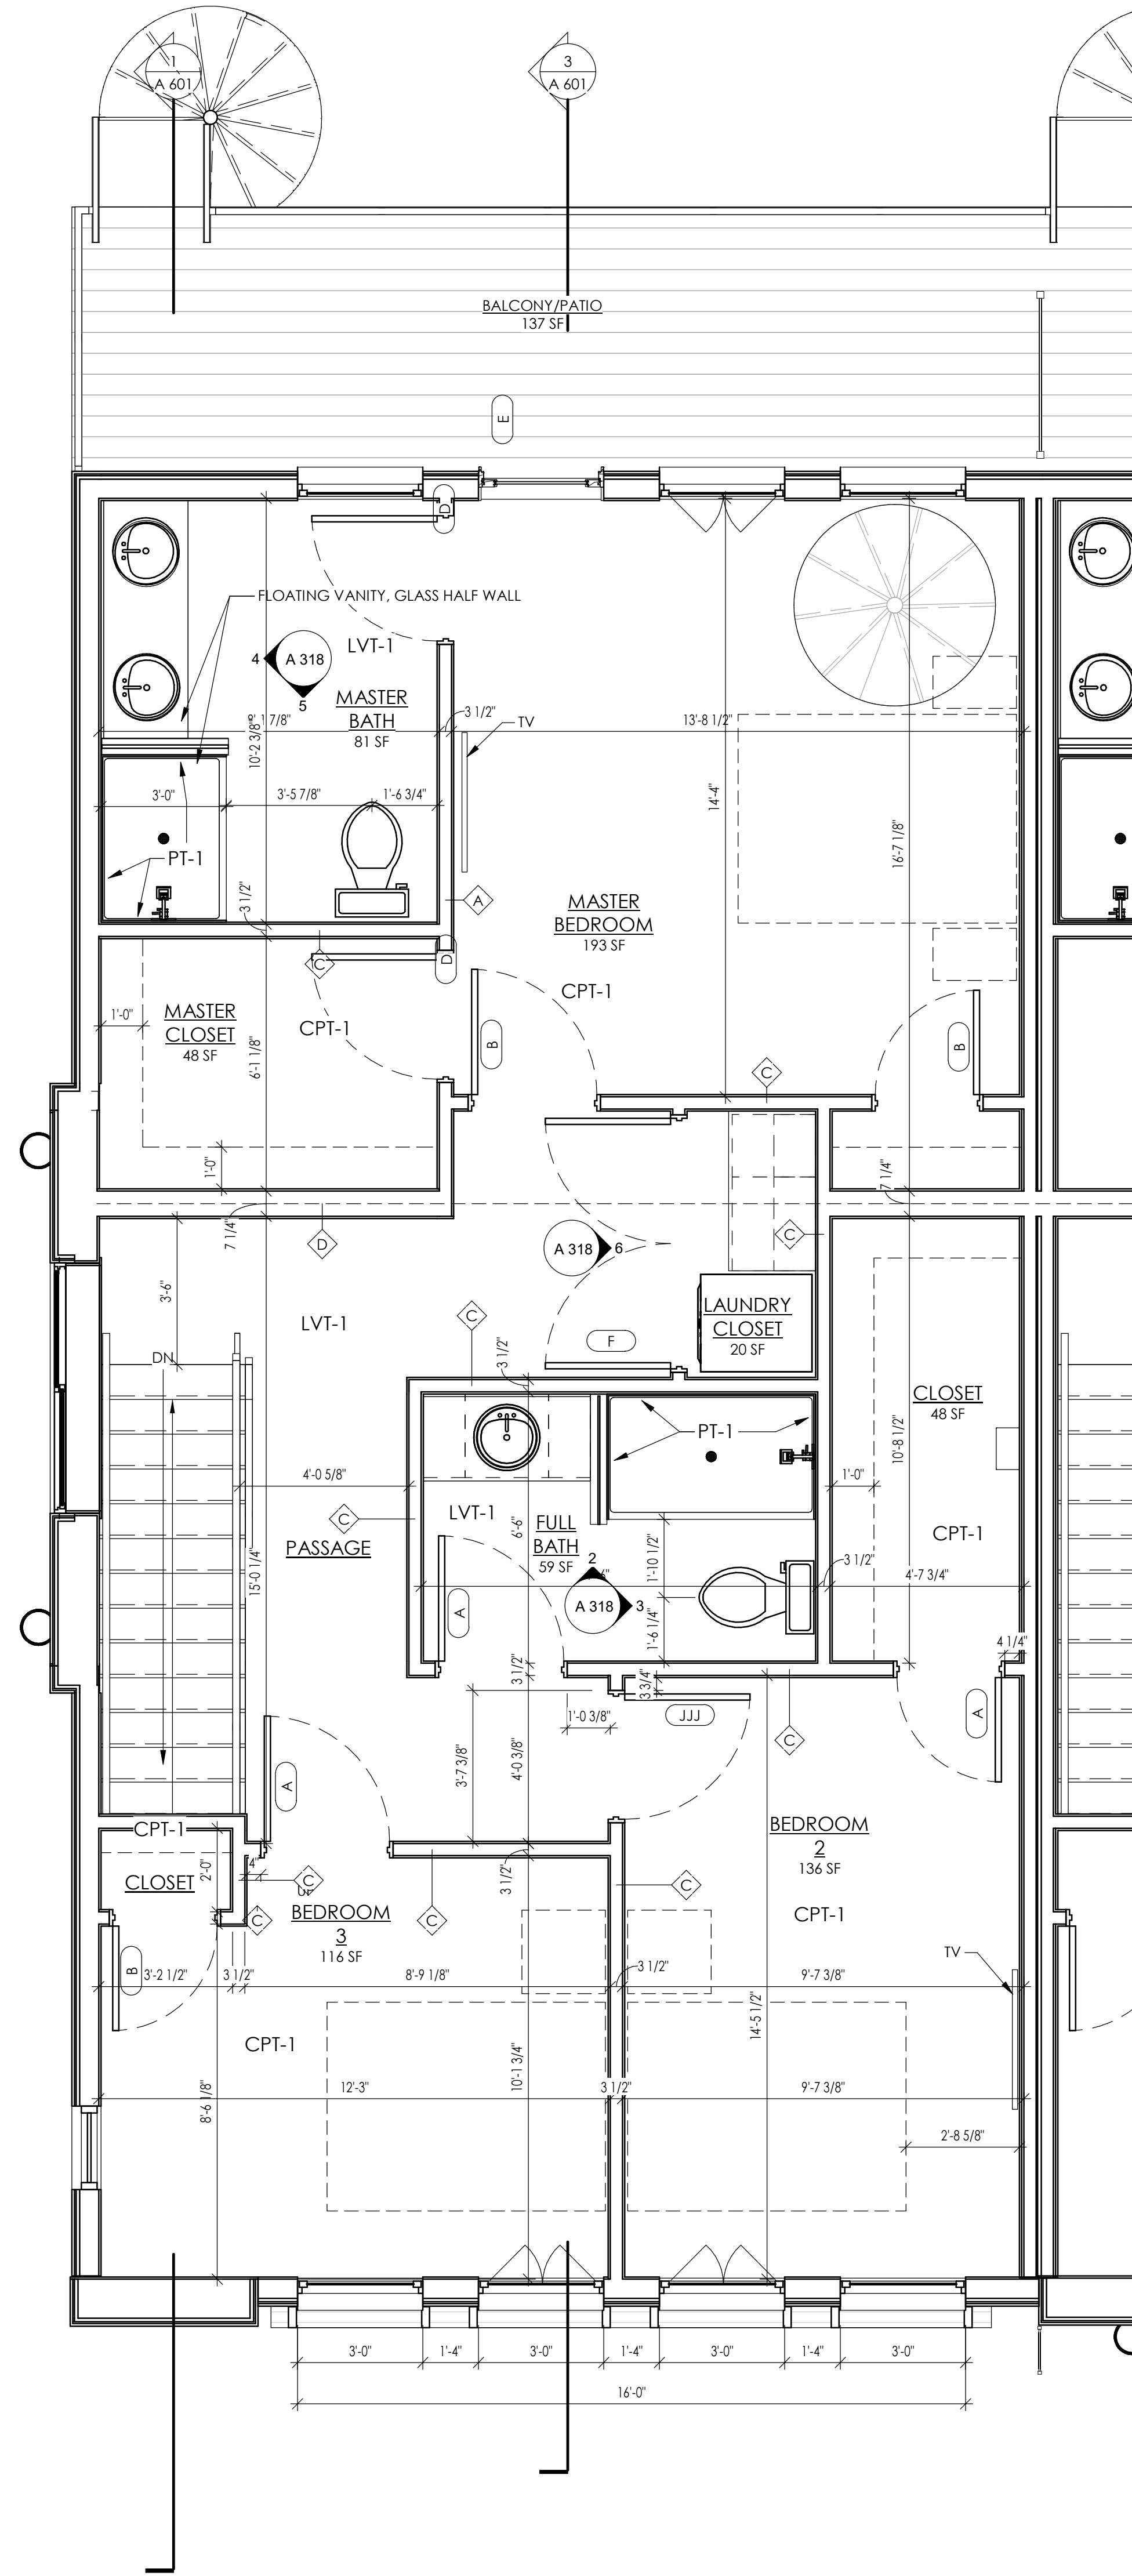 1
A 601
3
A 601
BALCONY/PATIO
137 SF
E
D
FLOATING VANITY, GLASS HALF WALL
LVT-1
4
A 318
5
MASTER
BATH
81 SF
3 1/2"
TV
13'-8 1/2"
10'-2 3/8"
3'-0"
3'-5 7/8"
1'-6 3/4"
14'-4"
16'-7 1/8"
PT-1
3 1/2"
A
MASTER
BEDROOM
193 SF
C
D
CPT-1
MASTER
CLOSET
48 SF
1'-0"
CPT-1
6'-1 1/8"
B
B
C
1'-0"
7 1/4"
7 1/4"
D
A 318
6
C
3'-6"
LVT-1
C
F
LAUNDRY
CLOSET
20 SF
3 1/2"
DN
CLOSET
48 SF
PT-1
10'-8 1/2"
4'-0 5/8"
1'-0"
C
LVT-1
6'-6"
FULL
BATH
59 SF
CPT-1
PASSAGE
15'-0 1/4"
2
A 318
3
1'-10 1/2"
3 1/2"
4'-7 3/4"
A
1'-6 1/4"
4 1/4"
3 1/2"
3 3/4"
JJJ
1'-0 3/8"
C
A
3'-7 3/8"
4'-0 3/8"
A
CPT-1
BEDROOM
2
136 SF
CLOSET
2'-0"
4"
C
3 1/2"
C
BEDROOM
3
116 SF
C
C
CPT-1
TV
B
3'-2 1/2"
3 1/2"
8'-9 1/8"
3 1/2"
9'-7 3/8"
14'-5 1/2"
CPT-1
10'-1 3/4"
8'-6 1/8"
12'-3"
3 1/2"
9'-7 3/8"
2'-8 5/8"
3'-0"
1'-4"
3'-0"
1'-4"
3'-0"
1'-4"
3'-0"
16'-0"